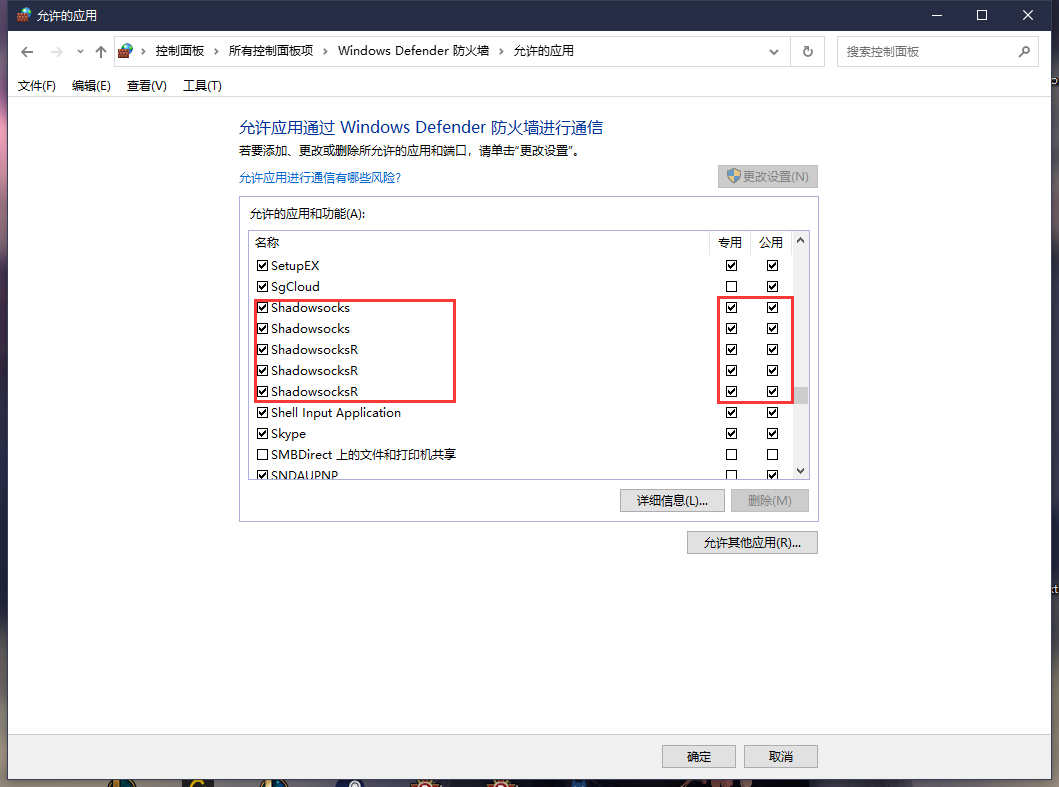 允许的应用
控制面板 › 所有控制面板项 › Windows Defender 防火墙 › 允许的应用
搜索控制面板
文件(F) 编辑(E) 查看(V) 工具(T)
允许应用通过 Windows Defender 防火墙进行通信
若要添加、更改或删除所允许的应用和端口，请单击"更改设置"。
允许应用进行通信有哪些风险?
更改设置(N)
允许的应用和功能(A):
名称 专用 公用
SetupEX
SgCloud
Shadowsocks
Shadowsocks
ShadowsocksR
ShadowsocksR
ShadowsocksR
Shell Input Application
Skype
SMBDirect 上的文件和打印机共享
SNDAUPNP
详细信息(L)... 删除(M)
允许其他应用(R)...
确定 取消